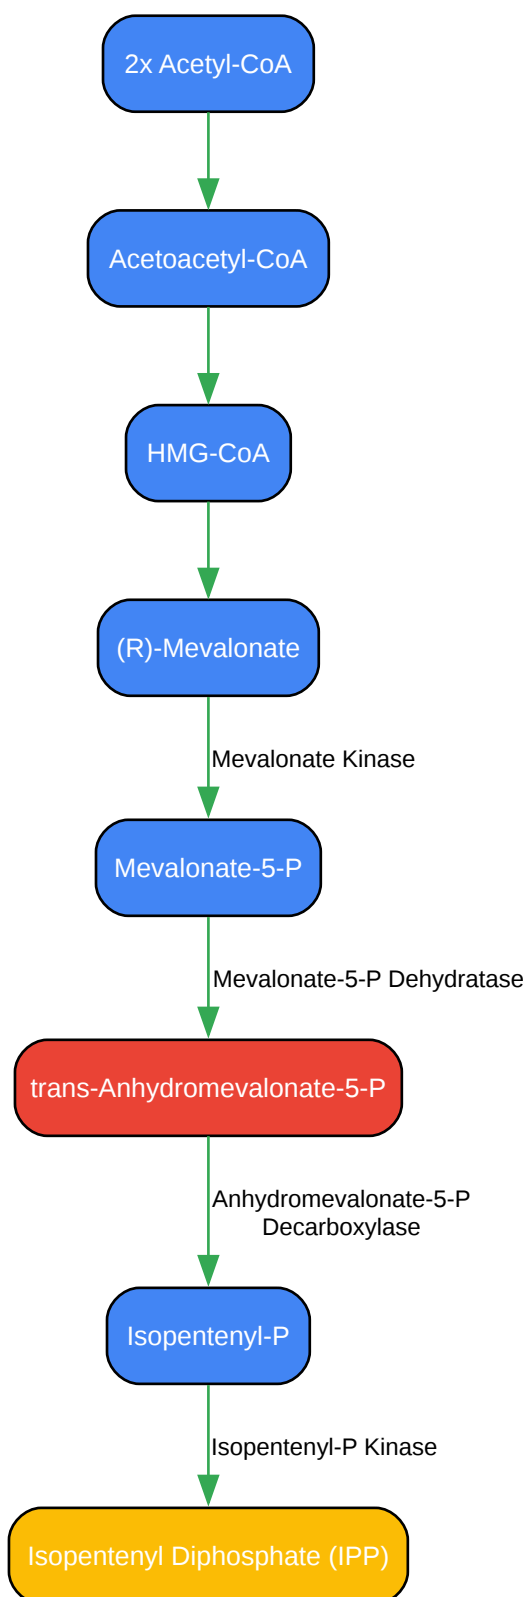 2x Acetyl-CoA
Acetoacetyl-CoA
HMG-CoA
(R)-Mevalonate
Mevalonate Kinase
Mevalonate-5-P
Mevalonate-5-P Dehydratase
trans-Anhydromevalonate-5-P
Anhydromevalonate-5-P
Decarboxylase
Isopentenyl-P
Isopentenyl-P Kinase
Isopentenyl Diphosphate (IPP)